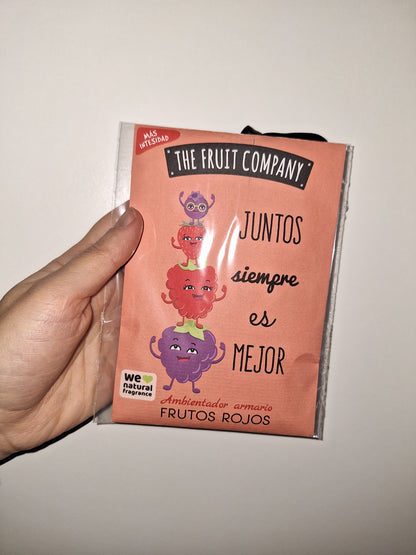 MÁS
INTESIDAD
THE FRUIT COMPANY
JUNTOS
siempre
es
MEJOR
we
natural
fragrance
Ambientador armario
FRUTOS ROJOS